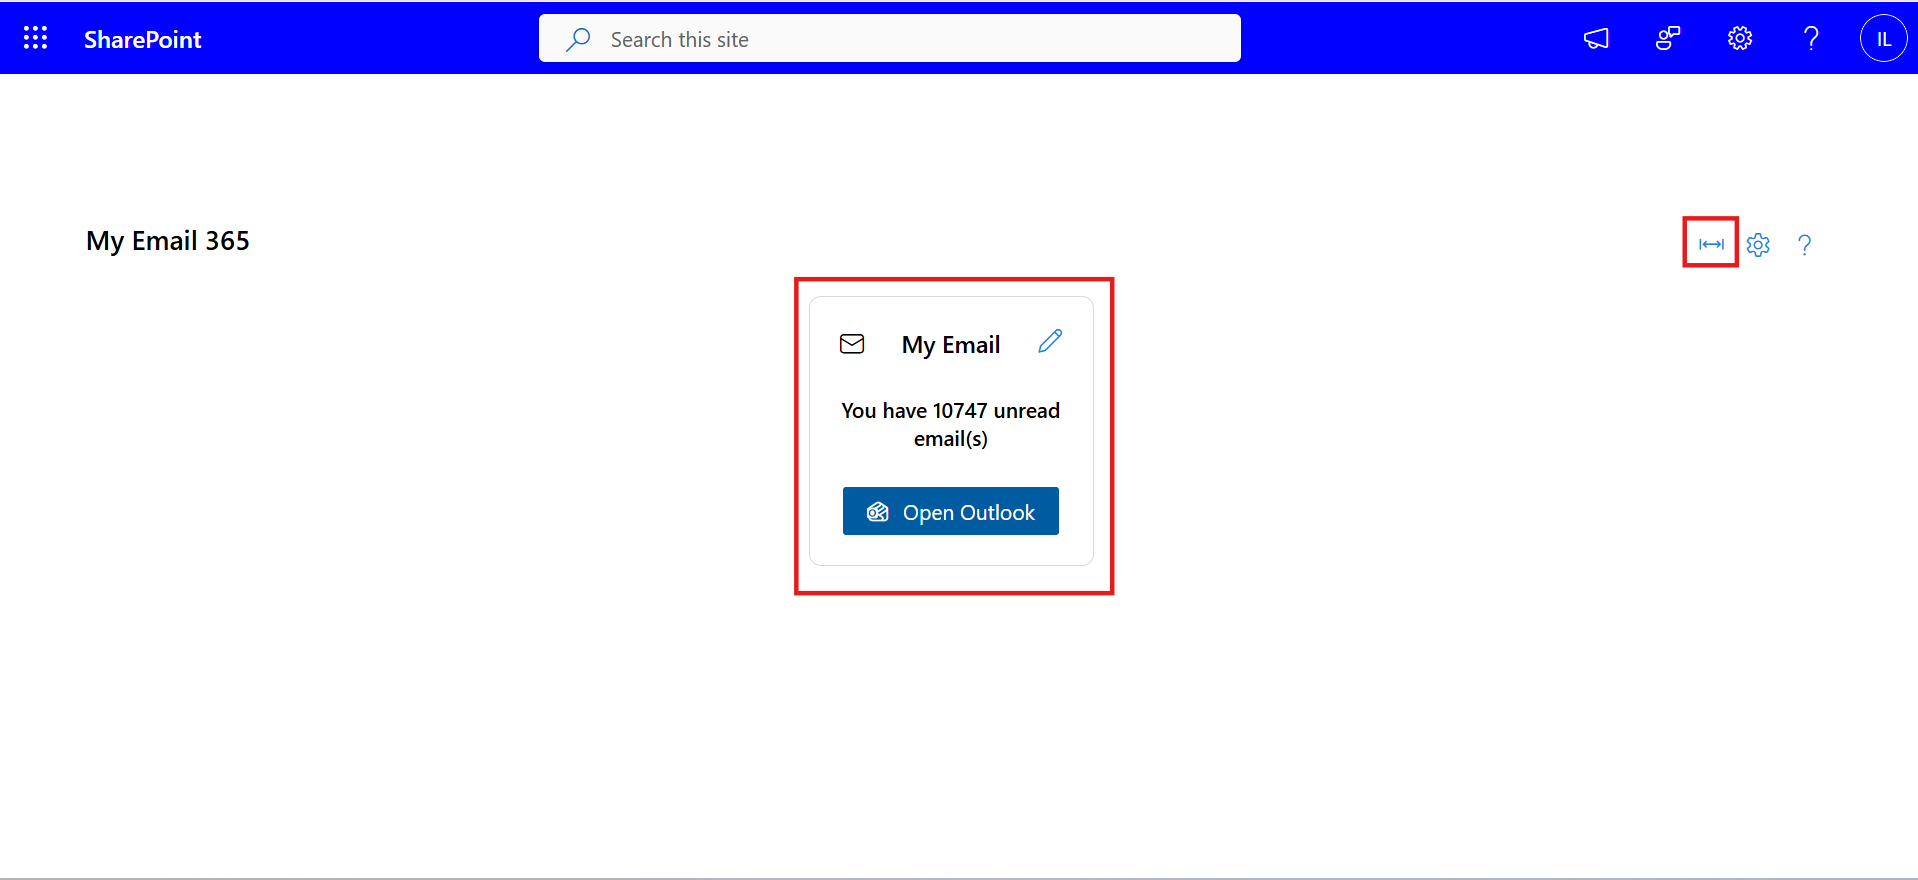 SharePoint
Search this site
IL
My Email 365
My Email
You have 10747 unread
email(s)
Open Outlook